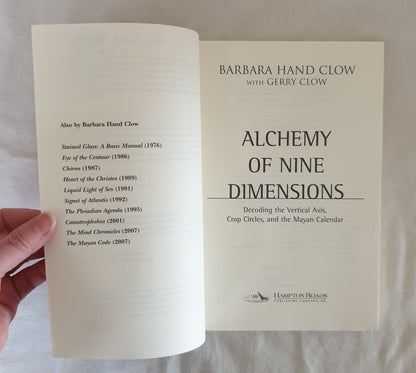 Also by Barbara Hand Clow
Stained Glass: A Basic Manual (1976)
Eye of the Centaur (1986)
Chiron (1987)
Heart of the Christos (1989)
Liquid Light of Sex (1991)
Signet of Atlantis (1992)
The Pleiadian Agenda (1995)
Catastrophobia (2001)
The Mind Chronicles (2007)
The Mayan Code (2007)
BARBARA HAND CLOW
WITH GERRY CLOW
ALCHEMY
OF NINE
DIMENSIONS
Decoding the Vertical Axis,
Crop Circles, and the Mayan Calendar
HAMPTON ROADS
PUBLISHING COMPANY, INC.